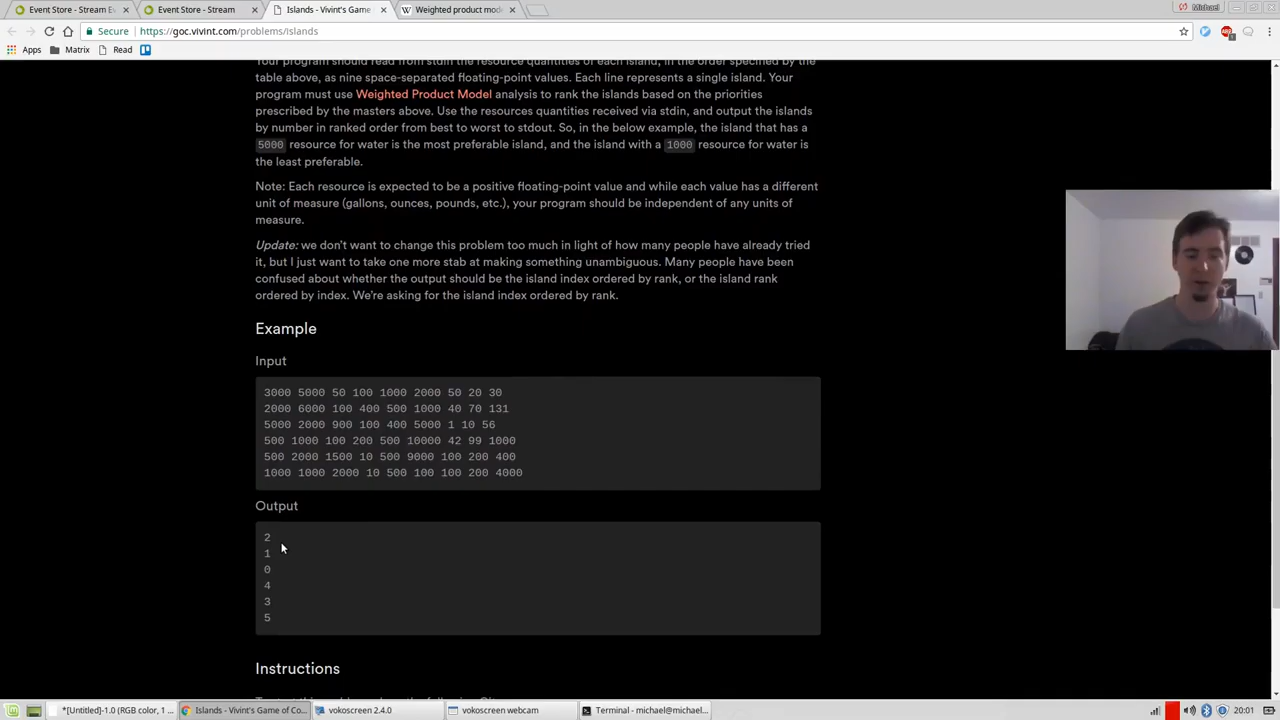 Event Store - Stream Ev
Event Store - Stream
Islands - Vivint's Game
Weighted product mod
Michael
Secure
https://goc.vivint.com/problems/islands
Apps
Matrix
Read
Your program should read from stdin the resource quantities of each island, in the order specified by the
table above, as nine space-separated floating-point values. Each line represents a single island. Your
program must use Weighted Product Model analysis to rank the islands based on the priorities
prescribed by the masters above. Use the resources quantities received via stdin, and output the islands
by number in ranked order from best to worst to stdout. So, in the below example, the island that has a
5000 resource for water is the most preferable island, and the island with a 1000 resource for water is
the least preferable.
Note: Each resource is expected to be a positive floating-point value and while each value has a different
unit of measure (gallons, ounces, pounds, etc.), your program should be independent of any units of
measure.
Update: we don't want to change this problem too much in light of how many people have already tried
it, but I just want to take one more stab at making something unambiguous. Many people have been
confused about whether the output should be the island index ordered by rank, or the island rank
ordered by index. We're asking for the island index ordered by rank.
Example
Input
3000 5000 50 100 1000 2000 50 20 30
2000 6000 100 400 500 1000 40 70 131
5000 2000 900 100 400 5000 1 10 56
500 1000 100 200 500 10000 42 99 1000
500 2000 1500 10 500 9000 100 200 400
1000 1000 2000 10 500 100 100 200 4000
Output
2
1
0
4
3
5
Instructions
*[Untitled]-1.0 (RGB color, 1 ...
Islands - Vivint's Game of Co...
vokoscreen 2.4.0
vokoscreen webcam
Terminal - michael@michael...
20:01